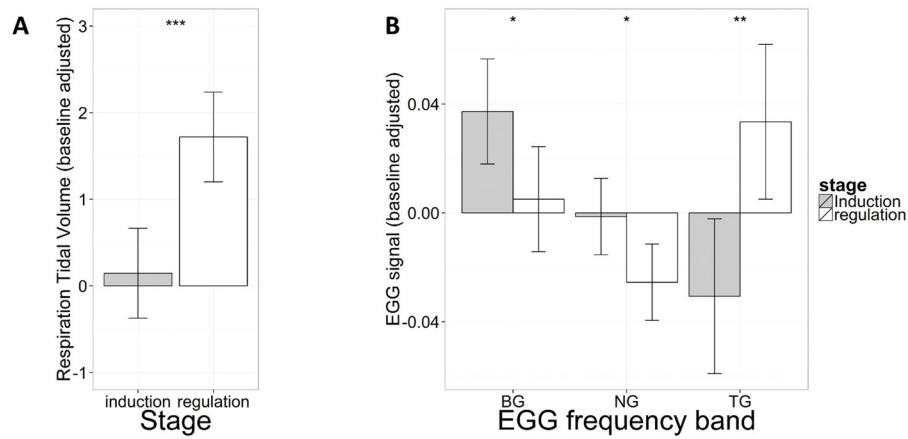 A
***
3
2
1
0
-1
Respiration Tidal Volume (baseline adjusted)
induction regulation
Stage
B
* * **
0.04
0.00
-0.04
EGG signal (baseline adjusted)
BG NG TG
EGG frequency band
stage
Induction
regulation